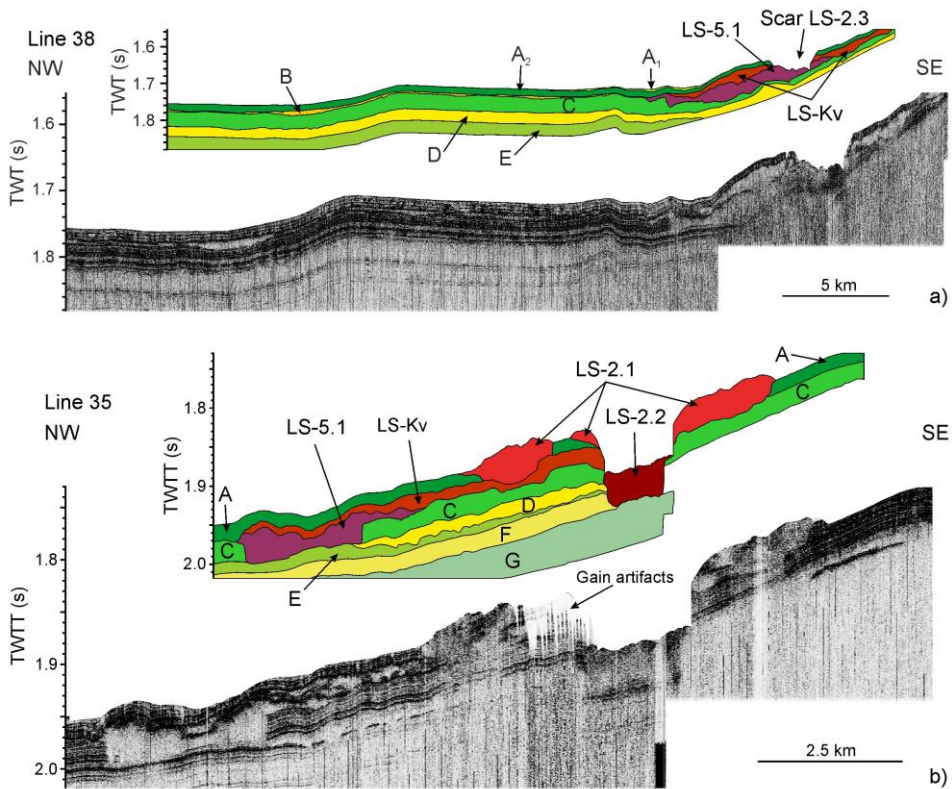 Line 38
NW
TWT (s)
1.6
1.7
1.8
B
A2
A1
C
D
E
LS-5.1
Scar LS-2.3
LS-Kv
SE
TWT (s)
1.6
1.7
1.8
5 km
a)
Line 35
NW
TWTT (s)
1.8
1.9
2.0
A
C
LS-5.1
LS-Kv
C
D
E
F
G
LS-2.1
LS-2.2
A
C
SE
Gain artifacts
TWTT (s)
1.8
1.9
2.0
2.5 km
b)